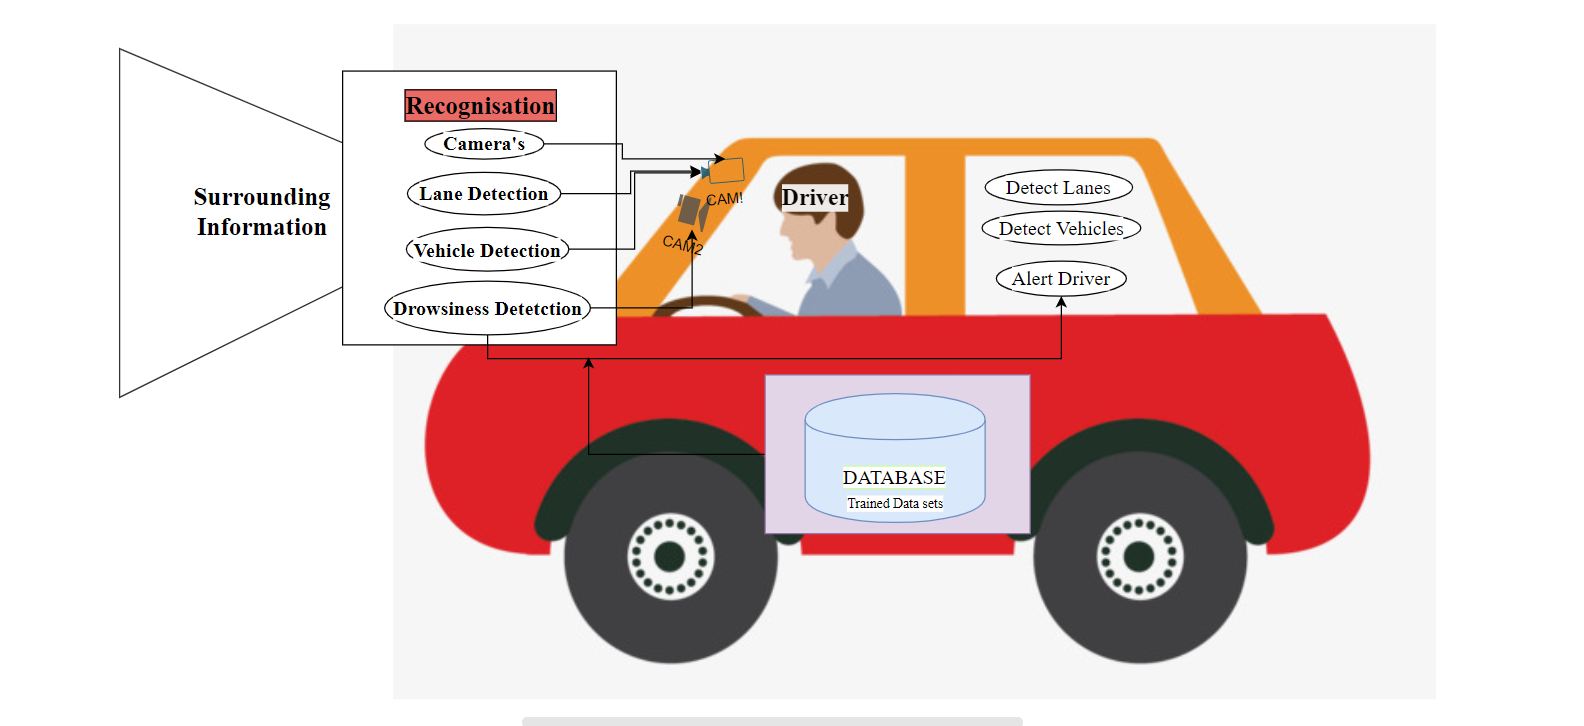 Surrounding
Information
Recognisation
Camera's
Lane Detection
Vehicle Detection
Drowsiness Detetction
CAM!
CAM2
Driver
Detect Lanes
Detect Vehicles
Alert Driver
DATABASE
Trained Data sets